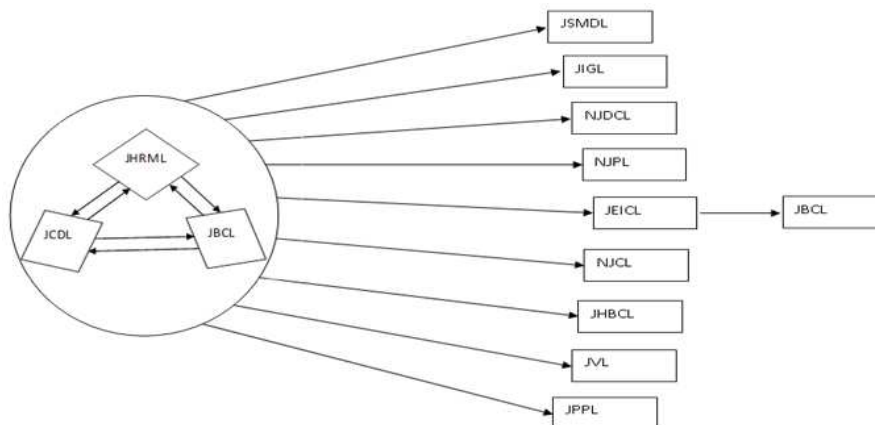 JSMDL
JIGL
NJDCL
NJPL
JHRML
JEICL
JBCL
JCDL
JBCL
NJCL
JHBCL
JVL
JPPL